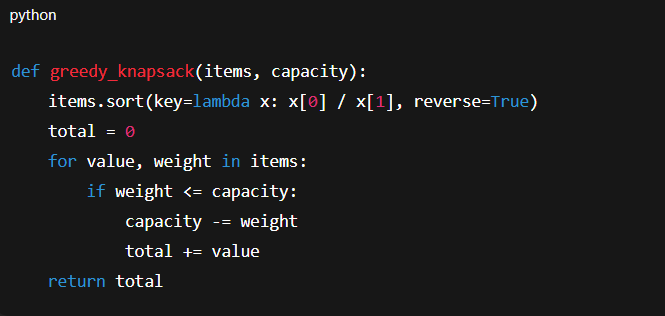 python
def greedy_knapsack(items, capacity):
    items.sort(key=lambda x: x[0] / x[1], reverse=True)
    total = 0
    for value, weight in items:
        if weight <= capacity:
            capacity -= weight
            total += value
    return total